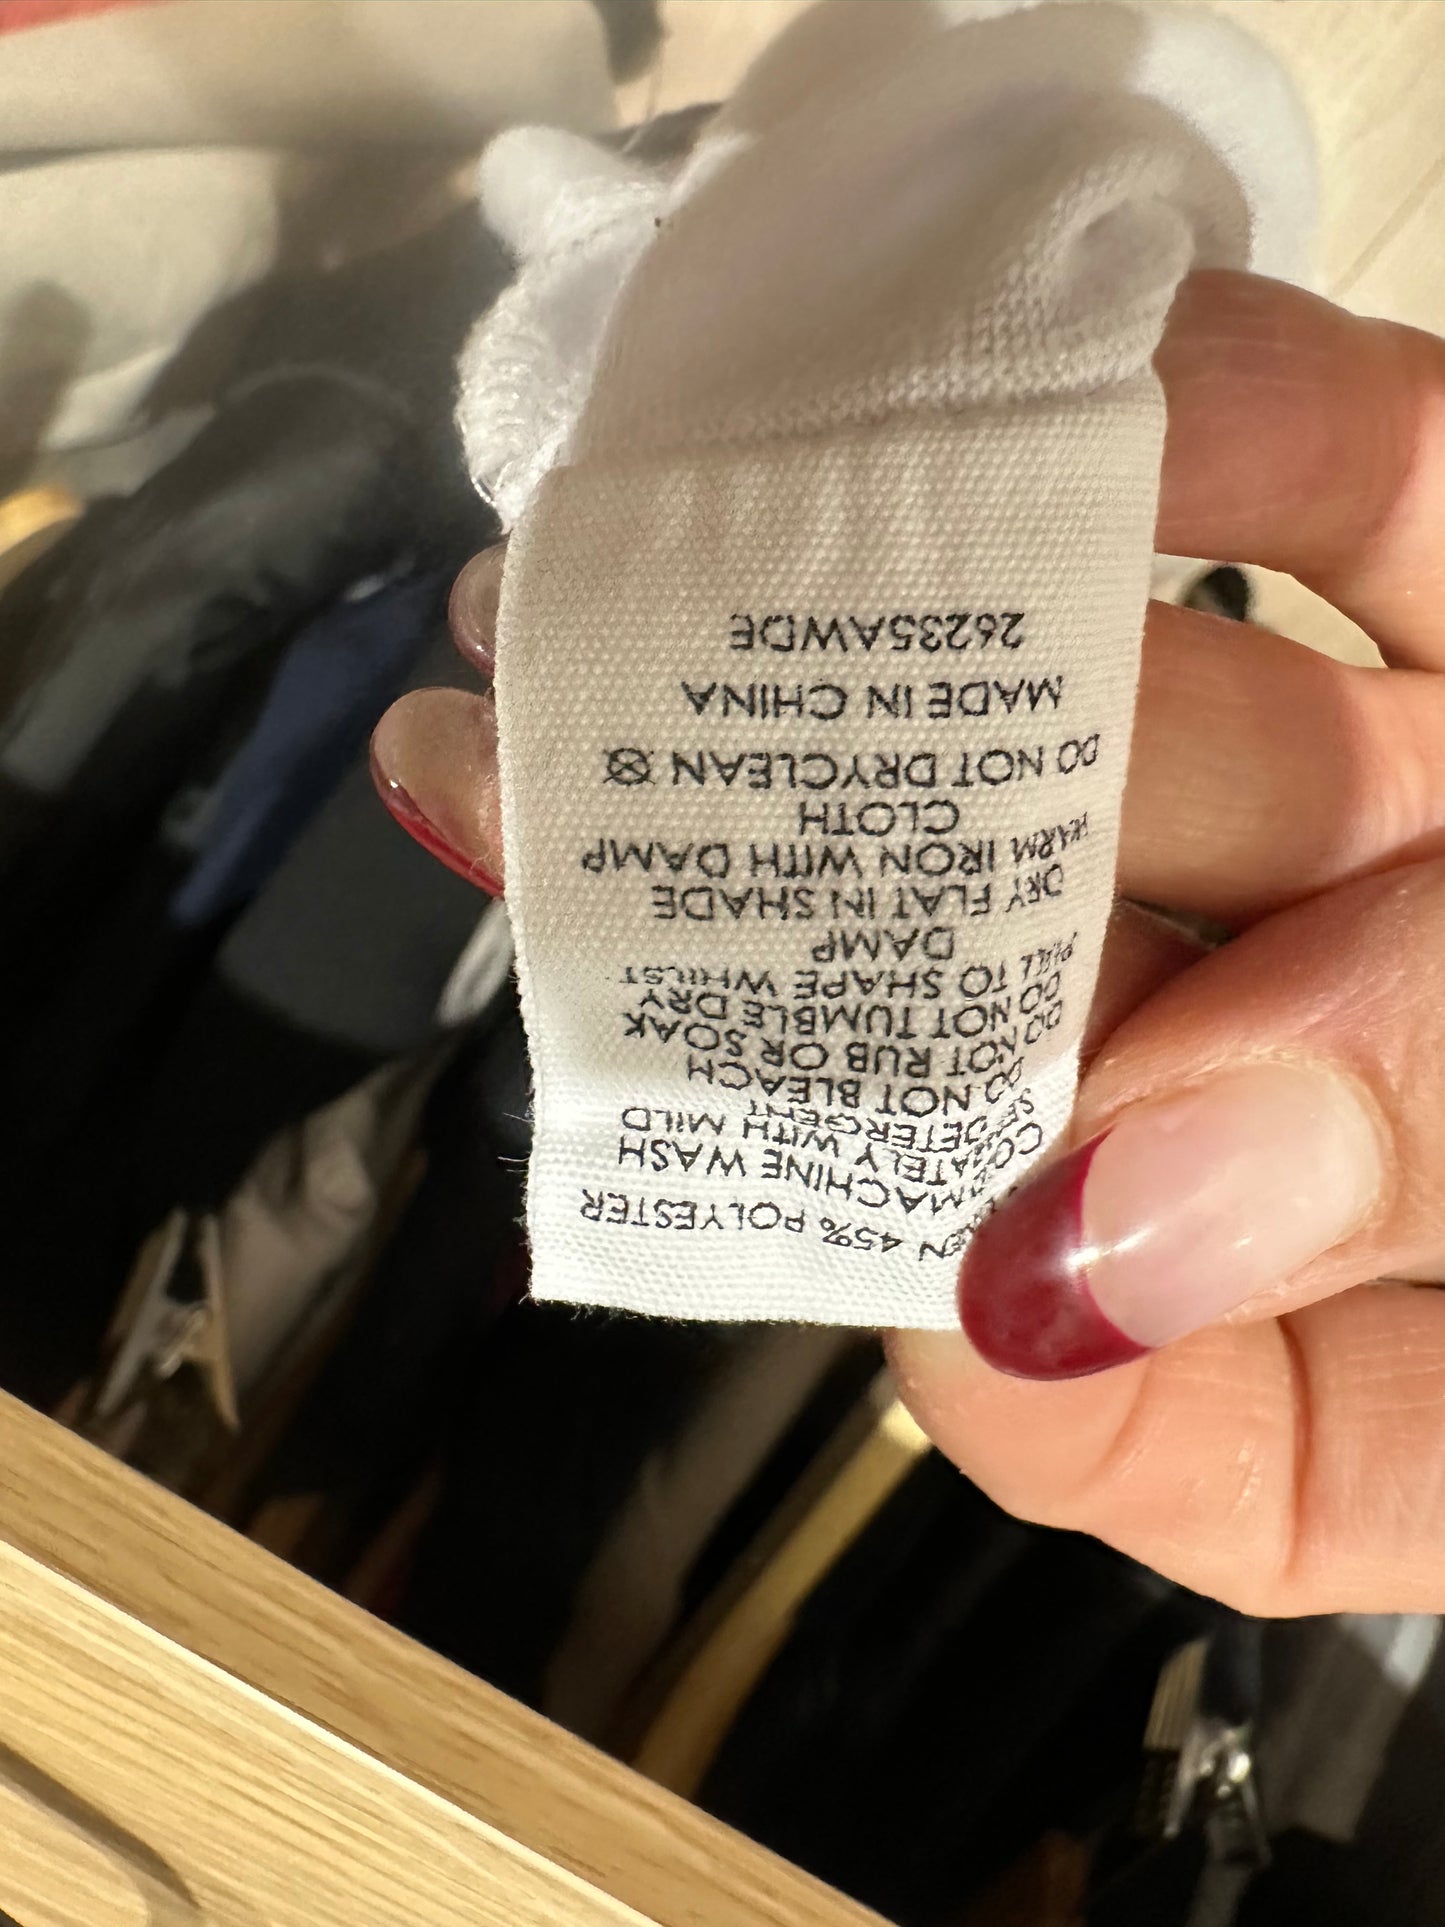 45% POLYESTER
MACHINE WASH
WITH MILD
DETERGENT
DO NOT BLEACH
DO NOT RUB OR SOAK
DO NOT TUMBLE DRY
PULL TO SHAPE WHILST
DAMP
DRY FLAT IN SHADE
WARM IRON WITH DAMP
CLOTH
DO NOT DRYCLEAN
MADE IN CHINA
26235AWDE